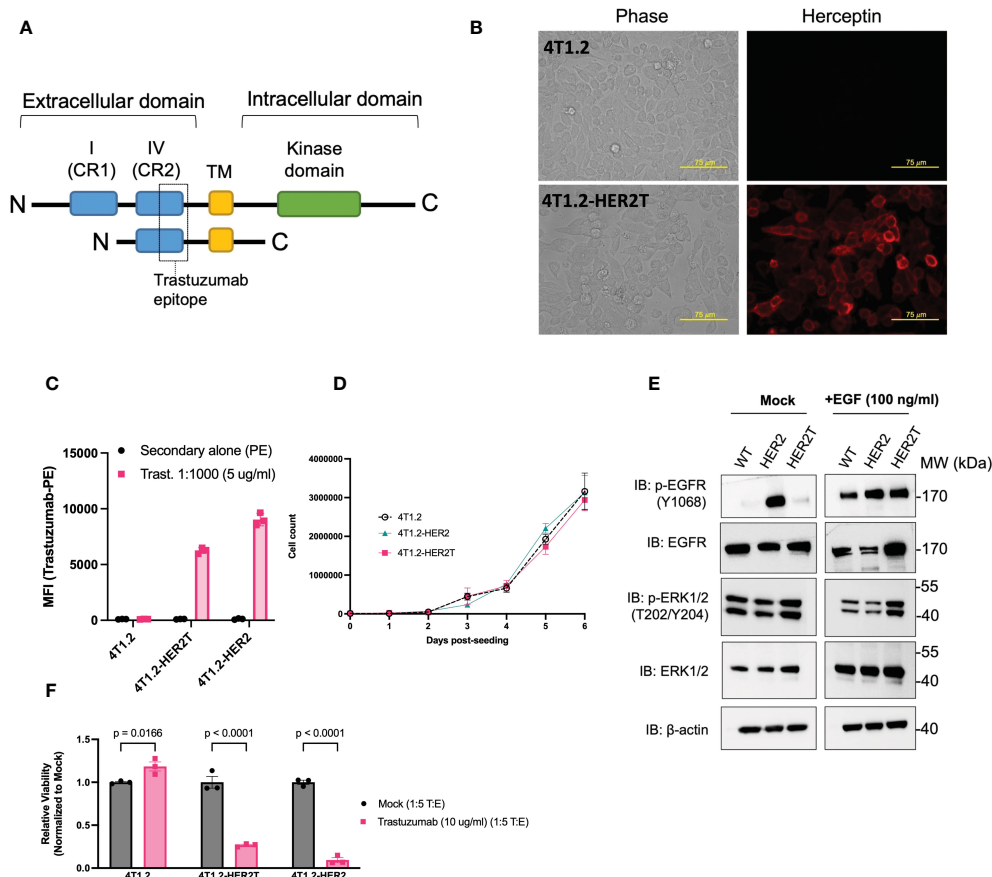 A
Extracellular domain
Intracellular domain
I
(CR1)
IV
(CR2)
TM
Kinase
domain
N
C
N
C
Trastuzumab
epitope
B
Phase
Herceptin
4T1.2
75 µm
75 µm
4T1.2-HER2T
75 µm
75 µm
C
MFI (Trastuzumab-PE)
15000
10000
5000
0
Secondary alone (PE)
Trast. 1:1000 (5 ug/ml)
4T1.2
4T1.2-HER2T
4T1.2-HER2
D
Cell count
4000000
3000000
2000000
1000000
0
4T1.2
4T1.2-HER2
4T1.2-HER2T
0 1 2 3 4 5 6
Days post-seeding
E
Mock
+EGF (100 ng/ml)
WT HER2 HER2T
WT HER2 HER2T
MW (kDa)
IB: p-EGFR
(Y1068)
-170
IB: EGFR
-170
IB: p-ERK1/2
(T202/Y204)
-55
-40
IB: ERK1/2
-55
-40
IB: β-actin
-40
F
Relative Viability
(Normalized to Mock)
1.5
1.0
0.5
0.0
p = 0.0166
p < 0.0001
p < 0.0001
Mock (1:5 T:E)
Trastuzumab (10 ug/ml) (1:5 T:E)
4T1.2
4T1.2-HER2T
4T1.2-HER2